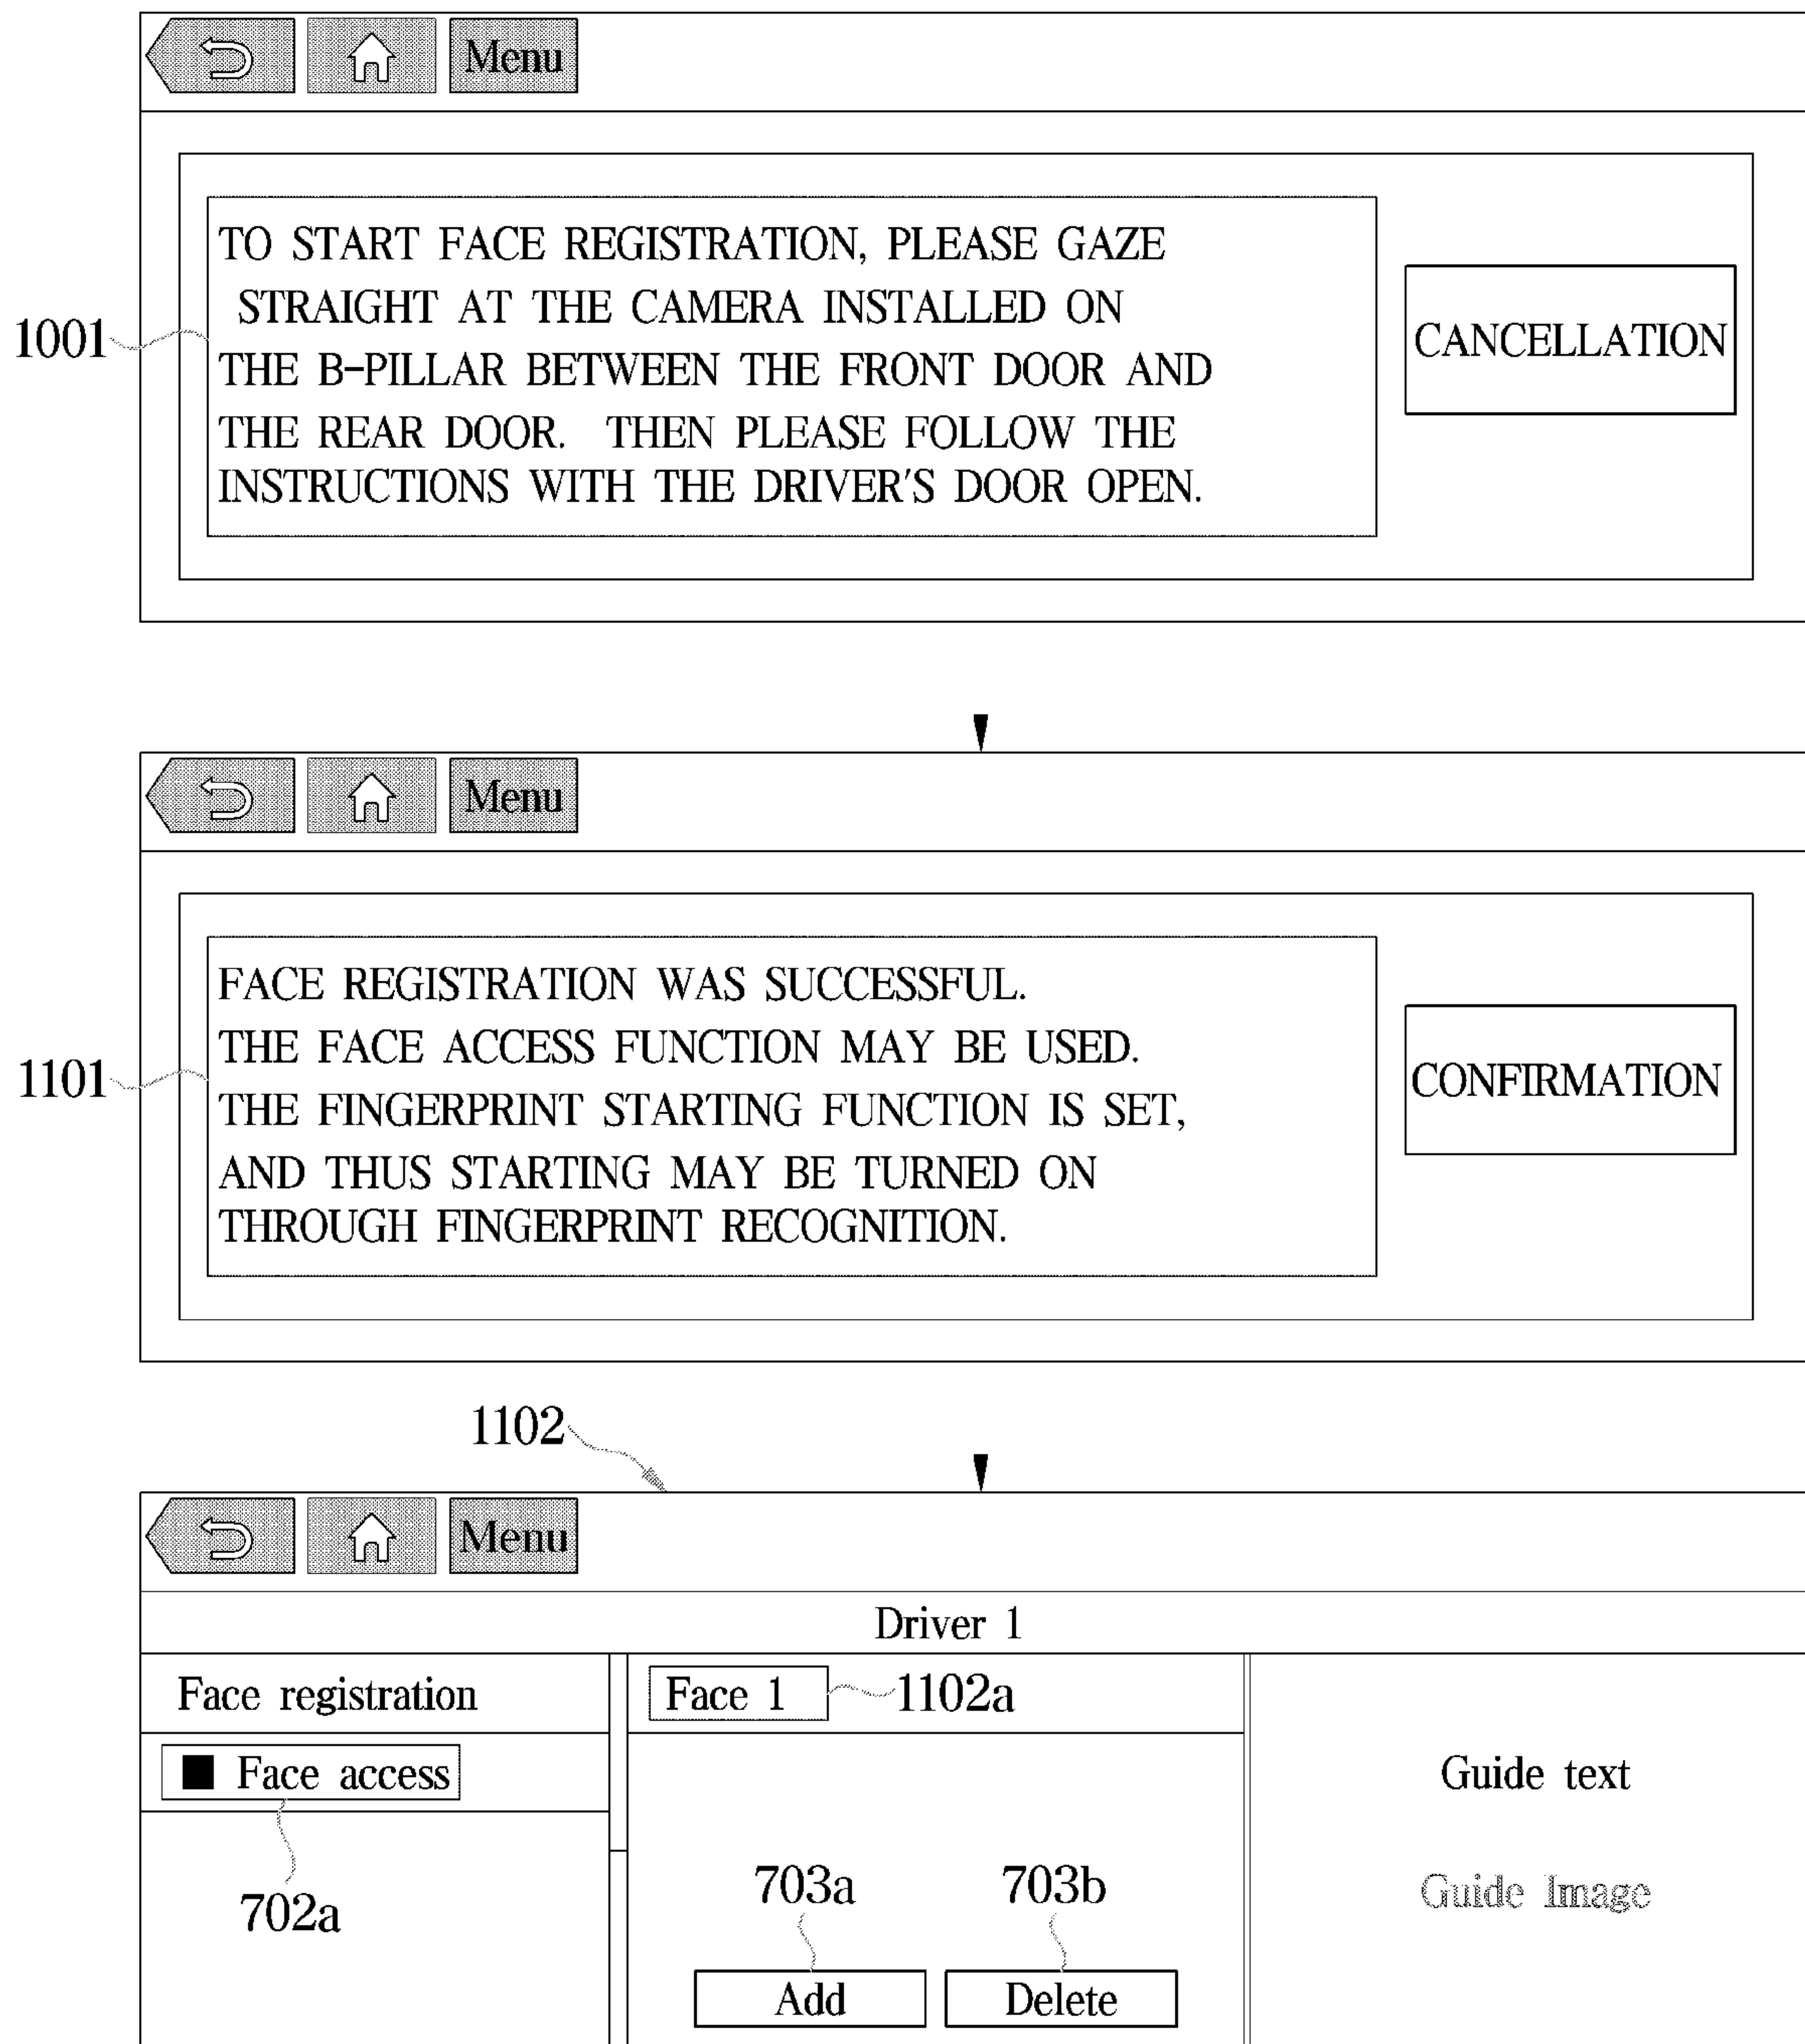 Menu
TO START FACE REGISTRATION, PLEASE GAZE
STRAIGHT AT THE CAMERA INSTALLED ON
THE B-PILLAR BETWEEN THE FRONT DOOR AND
THE REAR DOOR. THEN PLEASE FOLLOW THE
INSTRUCTIONS WITH THE DRIVER'S DOOR OPEN.
CANCELLATION
1001
Menu
FACE REGISTRATION WAS SUCCESSFUL.
THE FACE ACCESS FUNCTION MAY BE USED.
THE FINGERPRINT STARTING FUNCTION IS SET,
AND THUS STARTING MAY BE TURNED ON
THROUGH FINGERPRINT RECOGNITION.
CONFIRMATION
1101
1102
Menu
Driver 1
Face registration
Face 1
1102a
Face access
Guide text
702a
703a
703b
Guide Image
Add
Delete